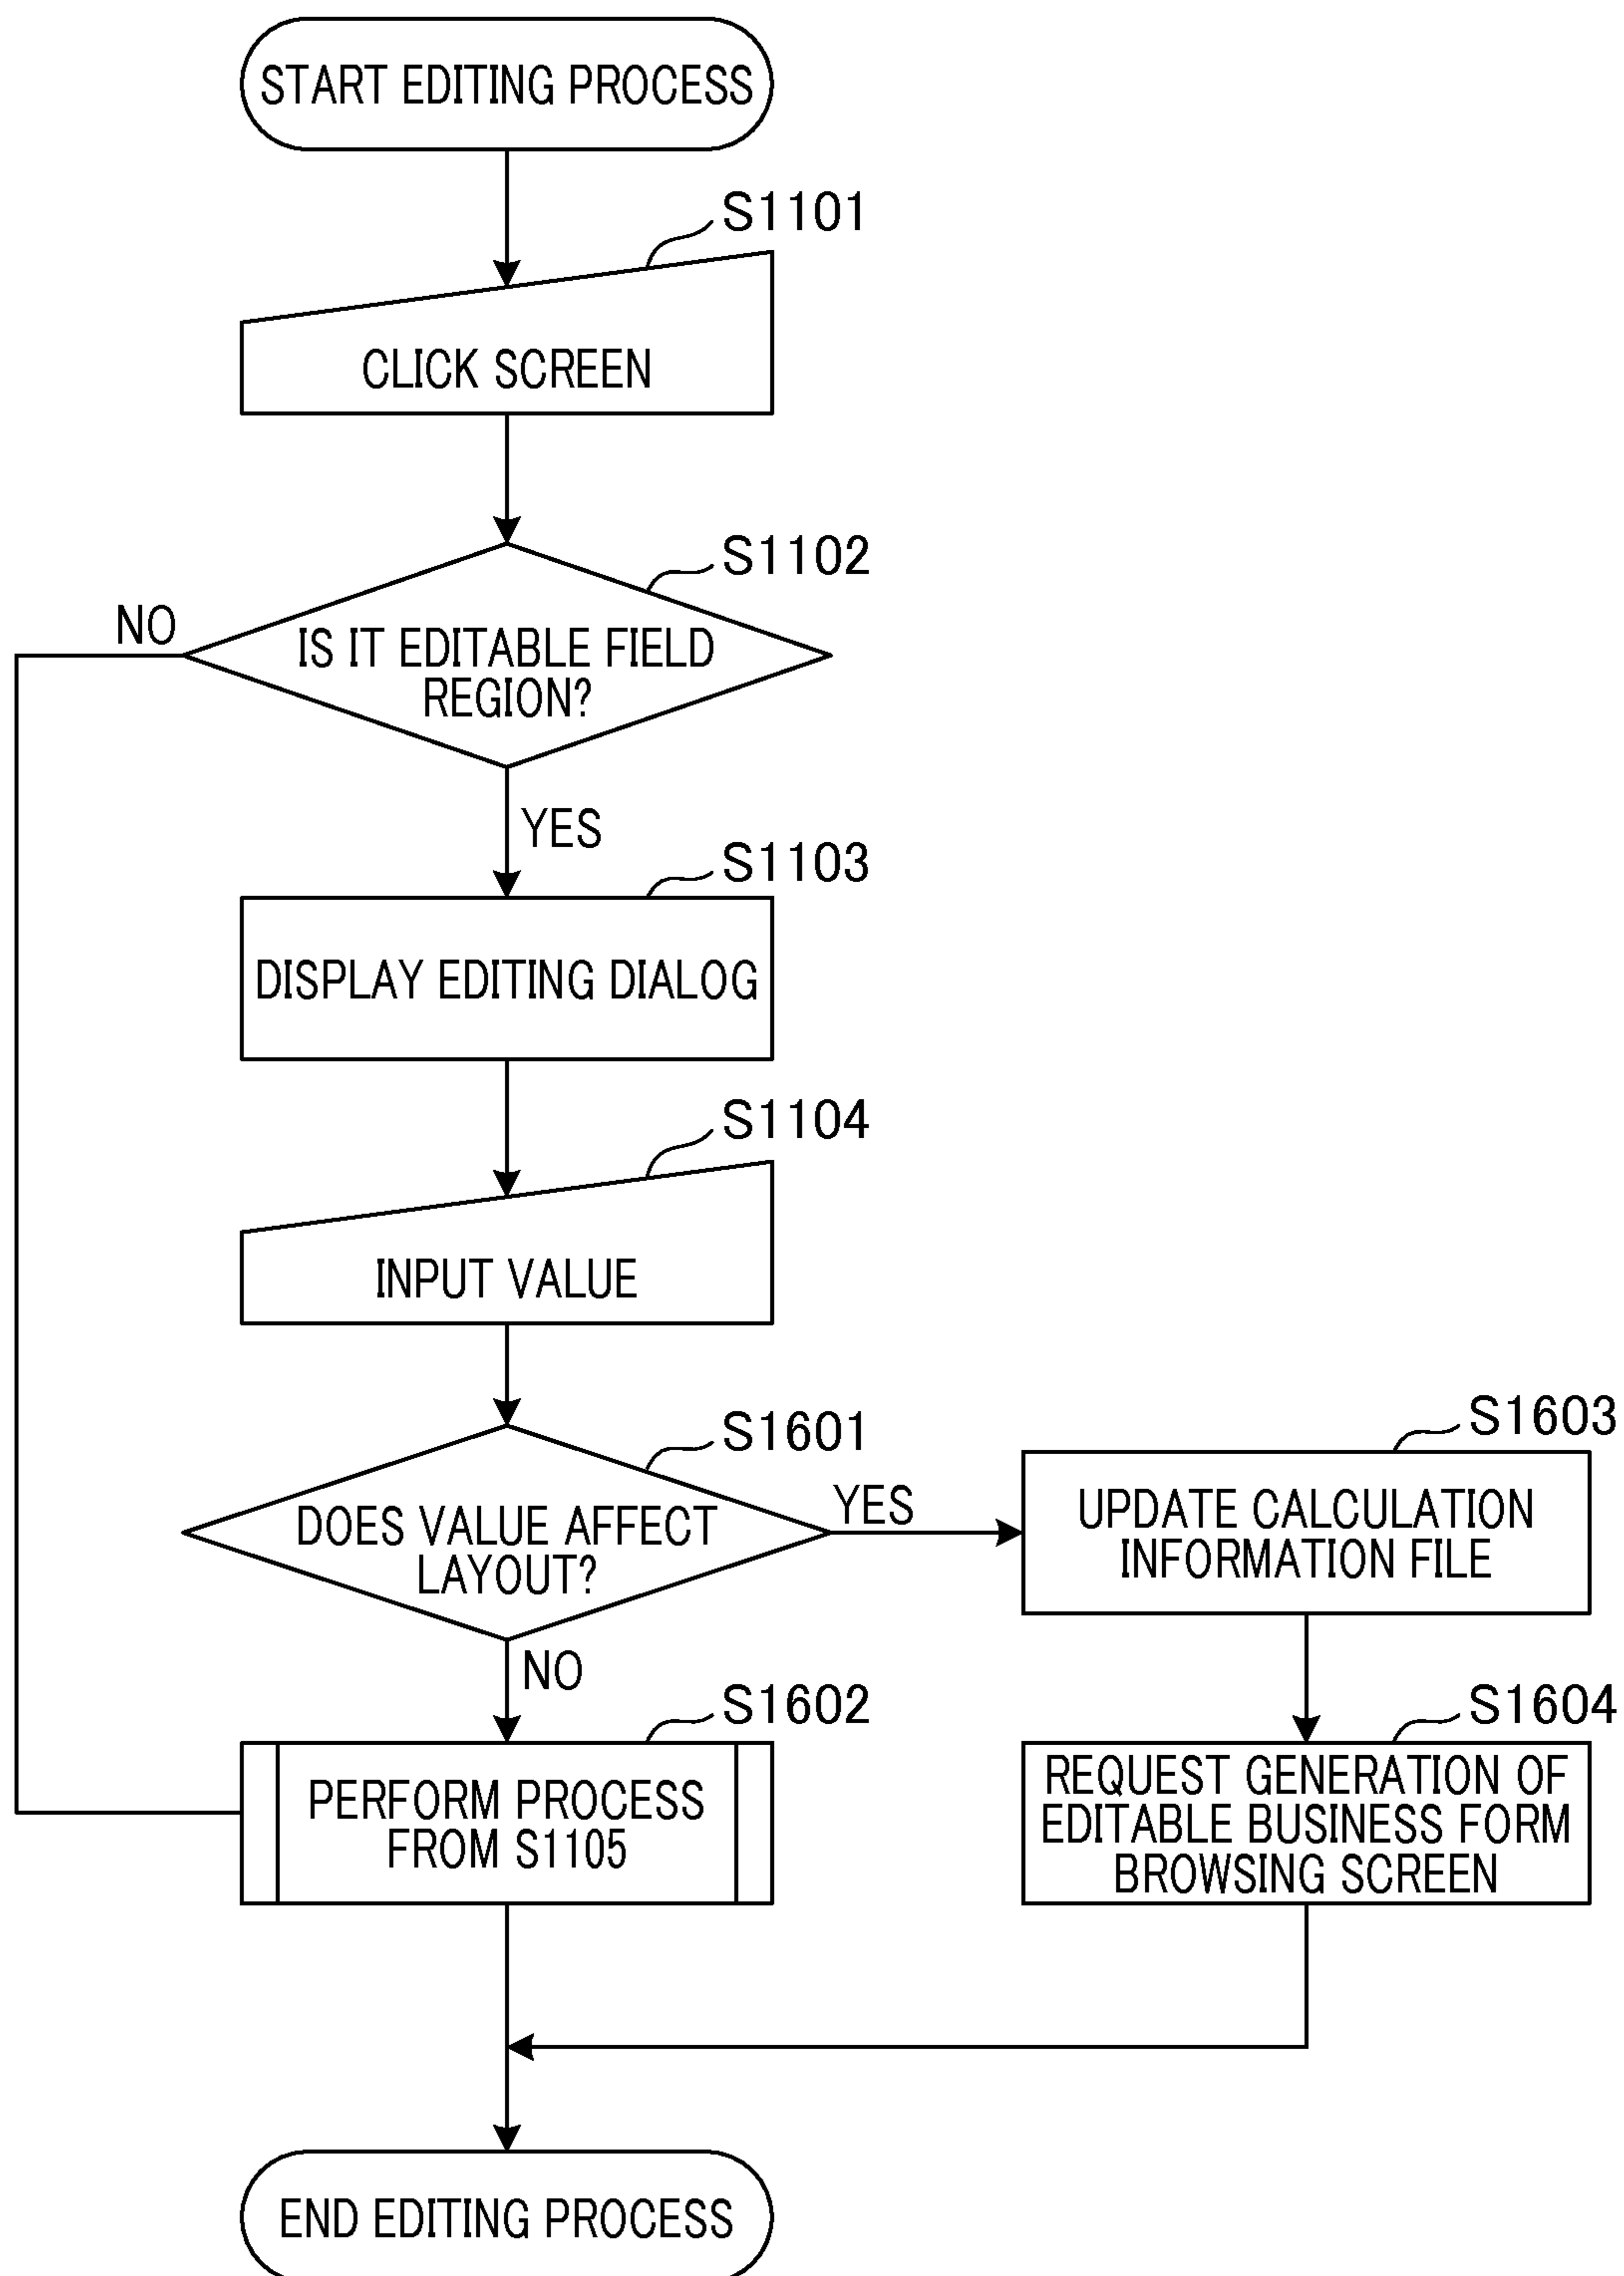 START EDITING PROCESS
S1101
CLICK SCREEN
S1102
NO
IS IT EDITABLE FIELD
REGION?
YES
S1103
DISPLAY EDITING DIALOG
S1104
INPUT VALUE
S1601
DOES VALUE AFFECT
LAYOUT?
YES
S1603
UPDATE CALCULATION
INFORMATION FILE
NO
S1602
PERFORM PROCESS
FROM S1105
S1604
REQUEST GENERATION OF
EDITABLE BUSINESS FORM
BROWSING SCREEN
END EDITING PROCESS